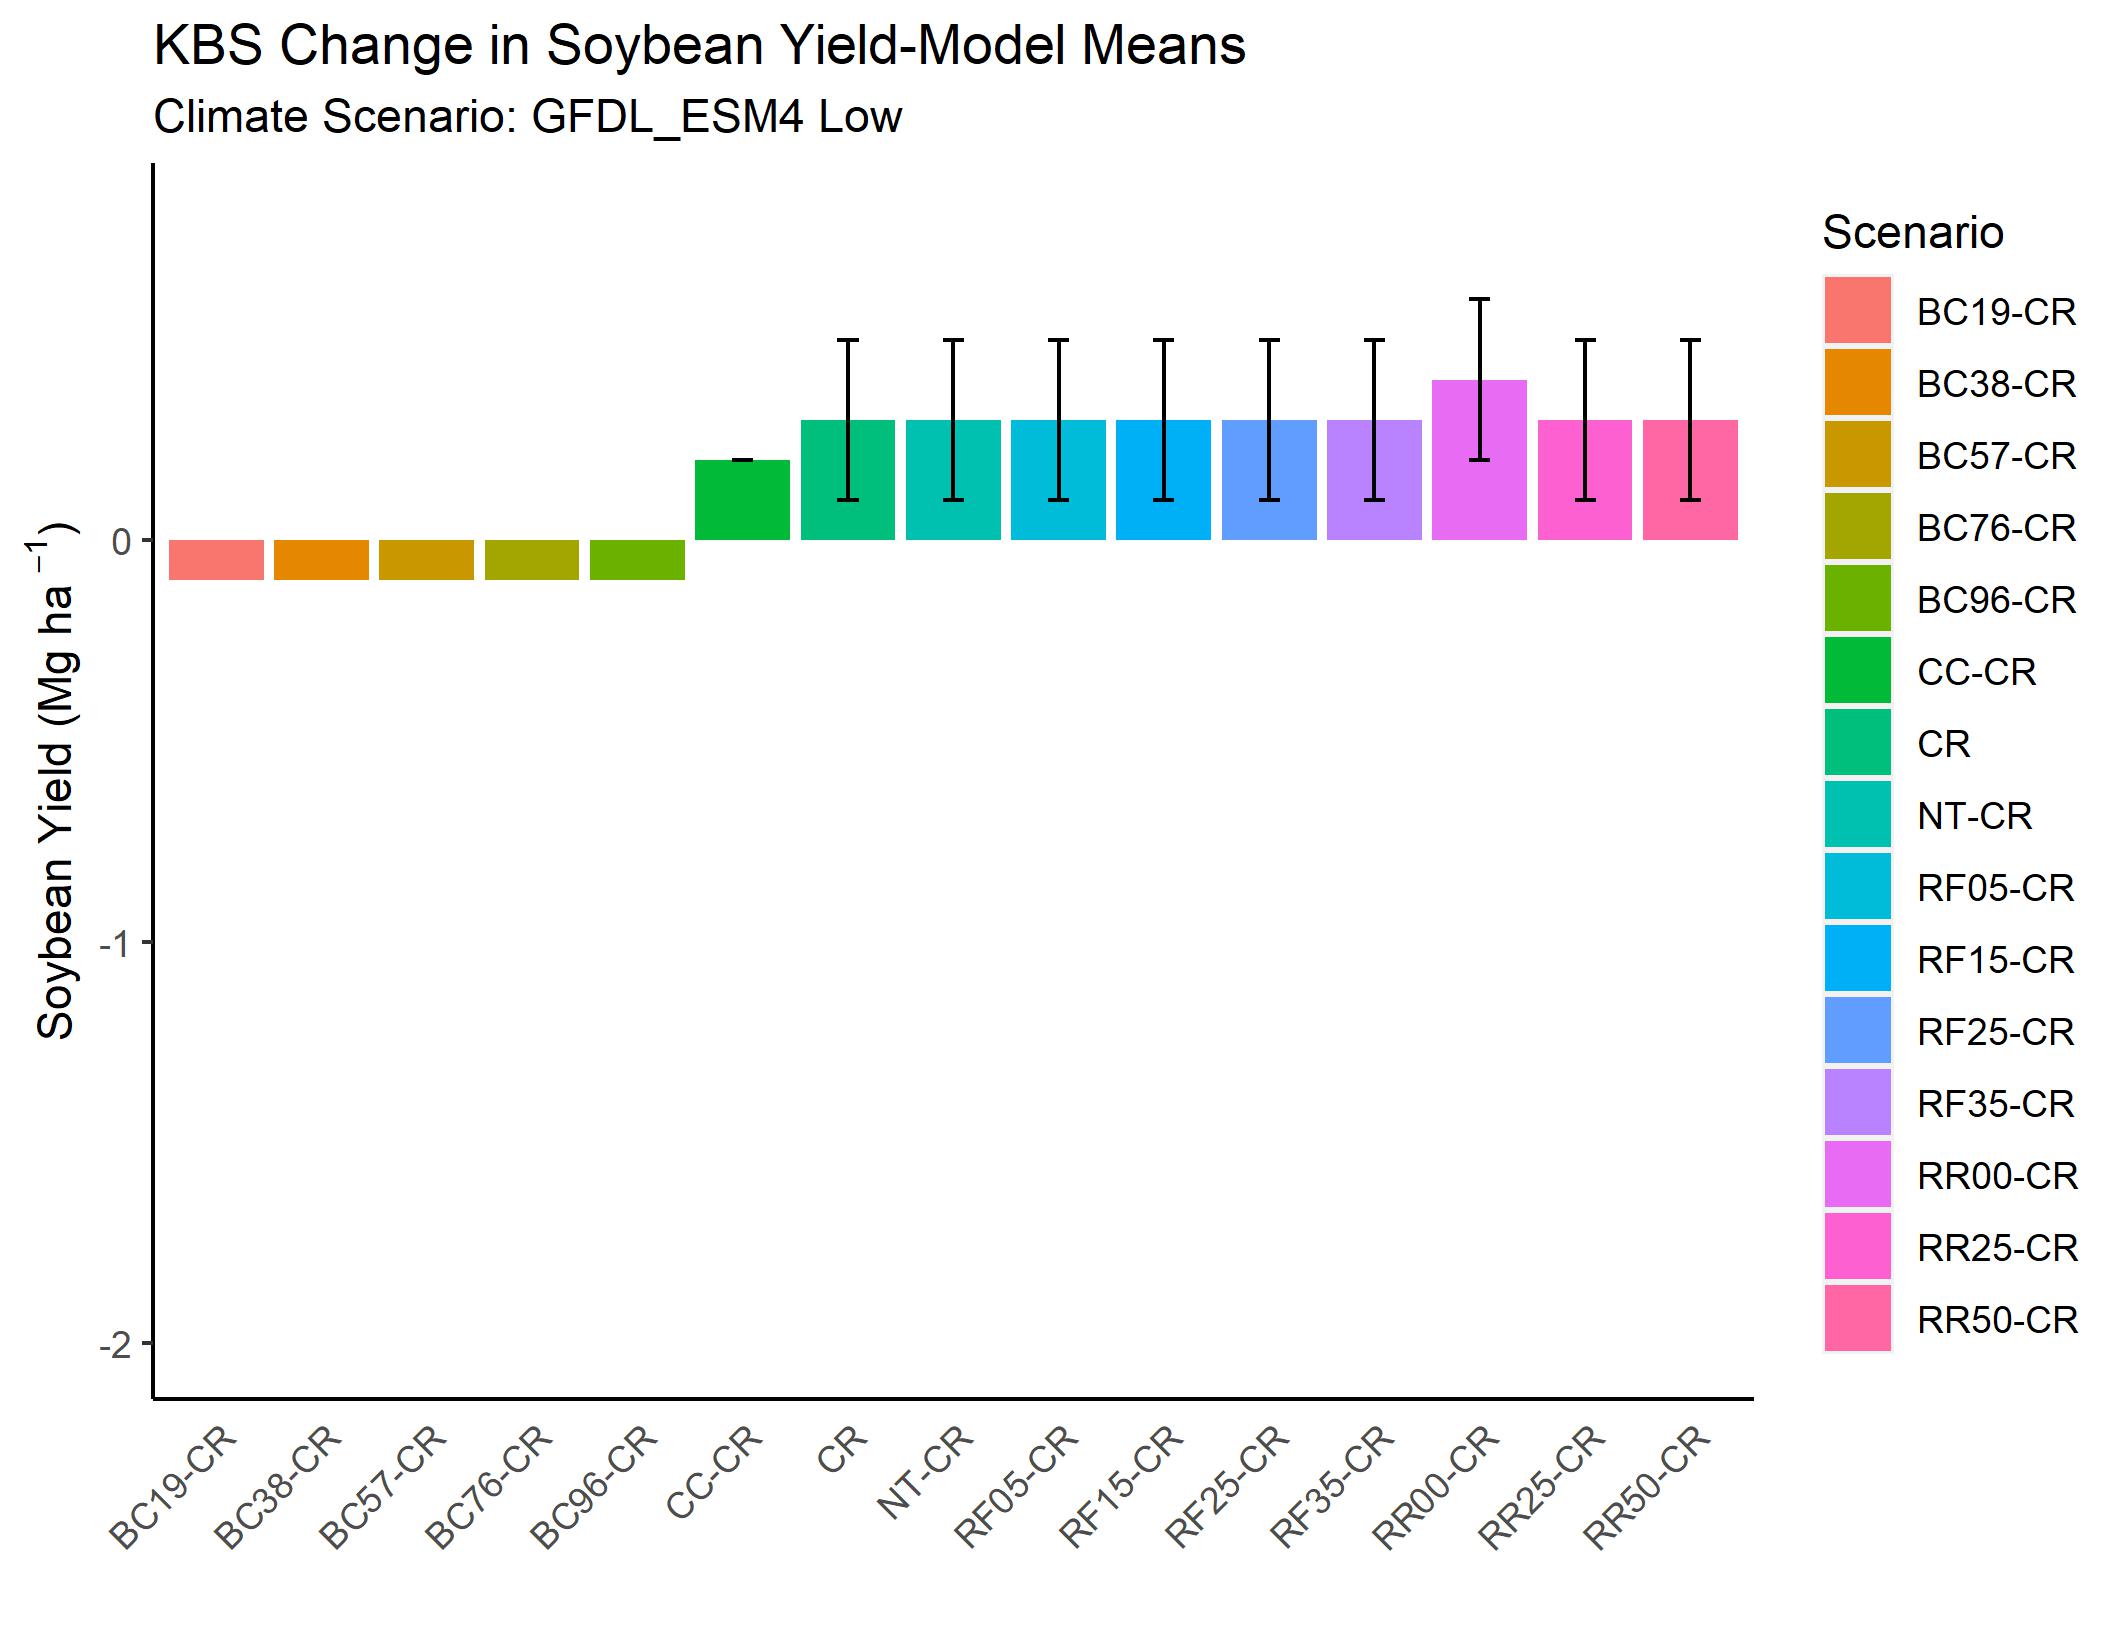 KBS Change in Soybean Yield-Model Means
Climate Scenario: GFDL_ESM4 Low
Soybean Yield (Mg ha ⁻¹)
0
-1
-2
BC19-CR
BC38-CR
BC57-CR
BC76-CR
BC96-CR
CC-CR
CR
NT-CR
RF05-CR
RF15-CR
RF25-CR
RF35-CR
RR00-CR
RR25-CR
RR50-CR
Scenario
BC19-CR
BC38-CR
BC57-CR
BC76-CR
BC96-CR
CC-CR
CR
NT-CR
RF05-CR
RF15-CR
RF25-CR
RF35-CR
RR00-CR
RR25-CR
RR50-CR